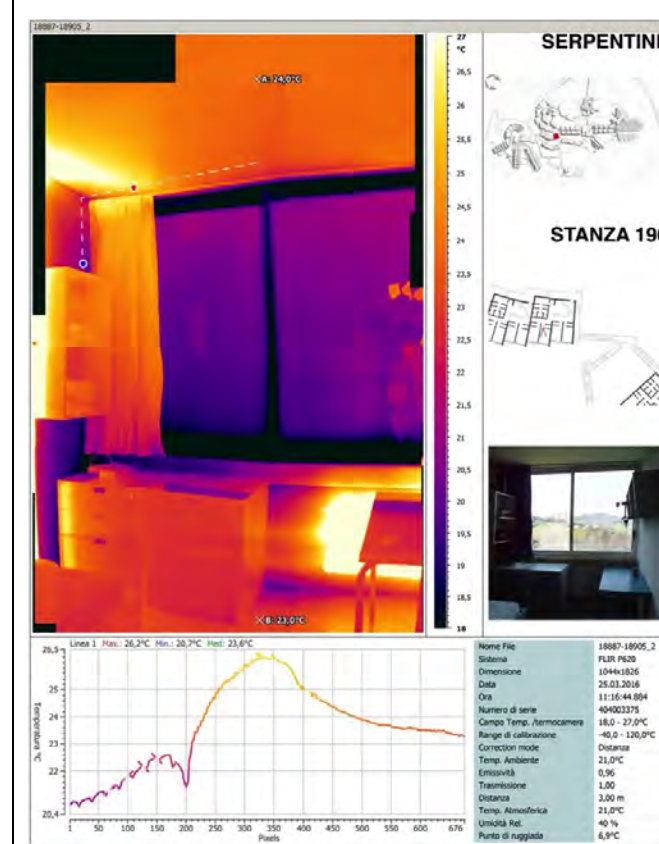 18887-18905_2
A: 24,0°C
B: 23,0°C
27
°C
26,5
26
25,5
25
24,5
24
23,5
23
22,5
22
21,5
21
20,5
20
19,5
19
18,5
18
SERPENTIN
STANZA 19
Linea 1 Mas.: 26,2°C Min.: 20,7°C Med: 23,6°C
26,5
25
24
23
22
20,4
Temperatura °C
1 50 100 150 200 250 300 350 400 450 500 550 600 676
Pixels
Nome File 18887-18905_2
Sistema FLIR P620
Dimensione 1044x1826
Data 25.03.2016
Ora 11:16:44.884
Numero di serie 404003375
Campo Temp. /termocamera 18,0 - 27,0°C
Range di calibrazione -40,0 - 120,0°C
Correction mode Distanza
Temp. Ambiente 21,0°C
Emissività 0,96
Trasmissione 1,00
Distanza 3,00 m
Temp. Atmosferica 21,0°C
Umidità Rel. 40 %
Punto di rugiada 6,9°C